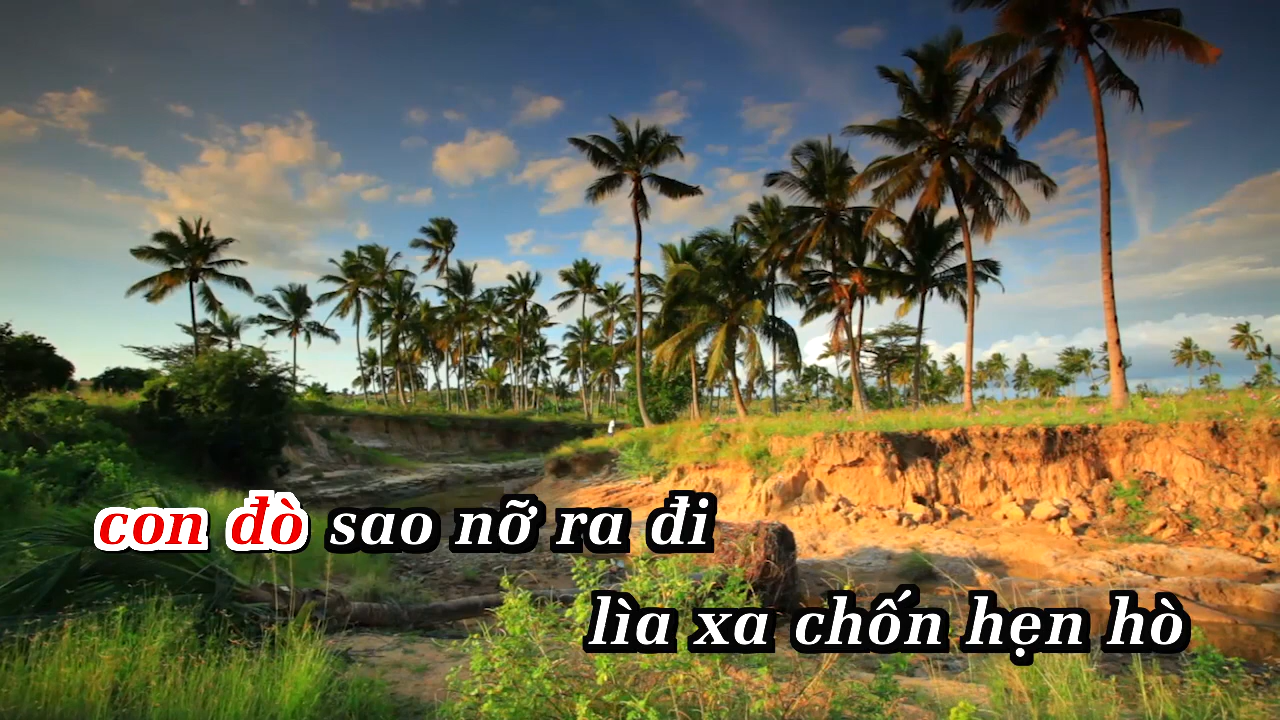 con đò sao nỡ ra đi
lìa xa chốn hẹn hò